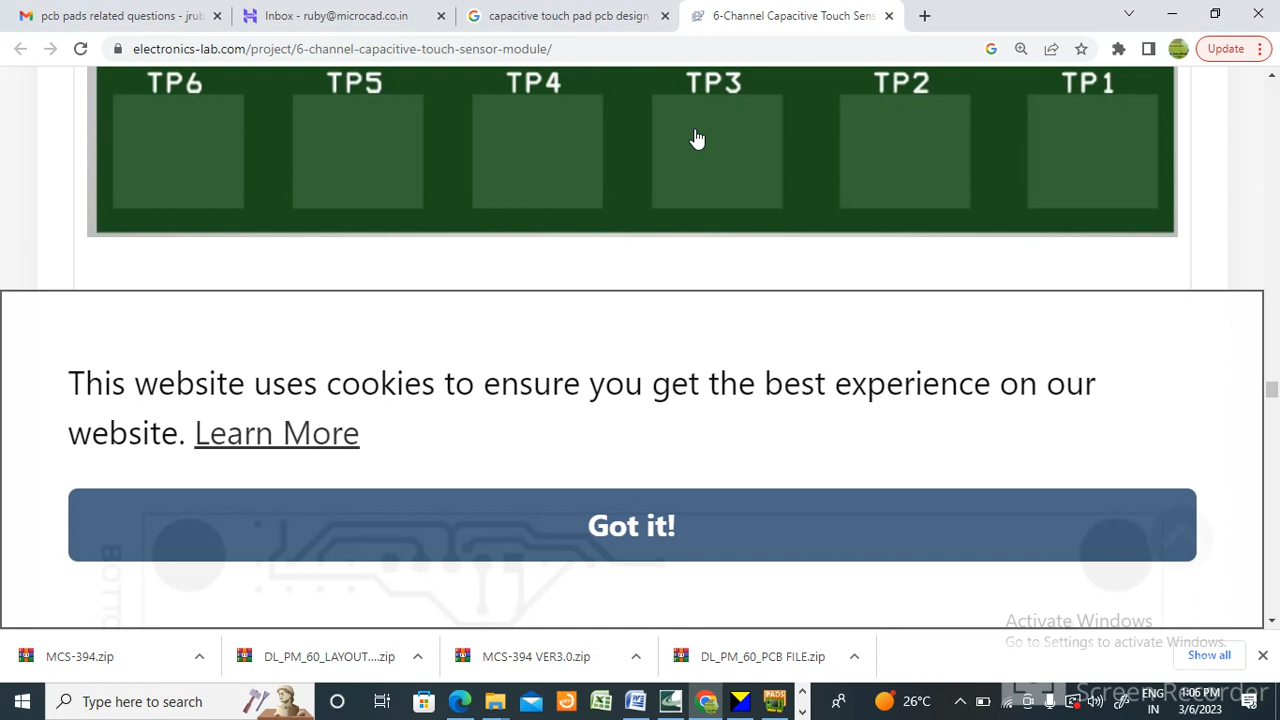 pcb pads related questions - jrub
Inbox - ruby@microcad.co.in
capacitive touch pad pcb design
6-Channel Capacitive Touch Sens
electronics-lab.com/project/6-channel-capacitive-touch-sensor-module/
Update
TP6 TP5 TP4 TP3 TP2 TP1
This website uses cookies to ensure you get the best experience on our
website. Learn More
Got it!
BOTTO
Activate Windows
Go to Settings to activate Windows.
MCS-394.zip
DL_PM_60_LAYOUT....zip
MCS-374 VER3.0.zip
DL_PM_60_PCB FILE.zip
Show all
Type here to search
26°C
ENG
IN
1:06 PM
3/6/2023
Screen Recorder